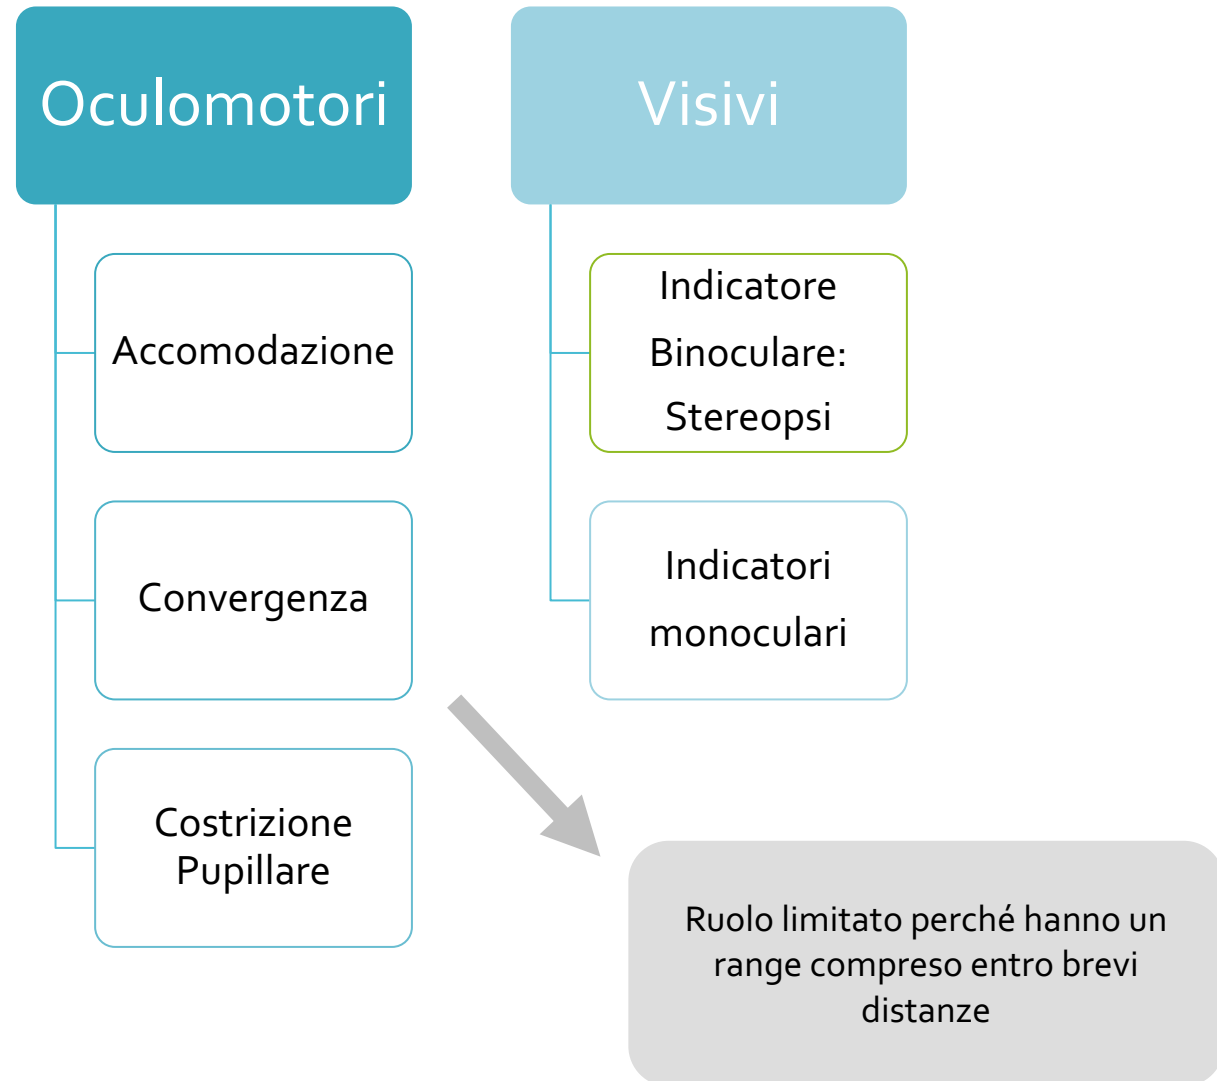 Oculomotori
Accomodazione
Convergenza
Costrizione
Pupillare
Visivi
Indicatore
Binoculare:
Stereopsi
Indicatori
monoculari
Ruolo limitato perché hanno un
range compreso entro brevi
distanze